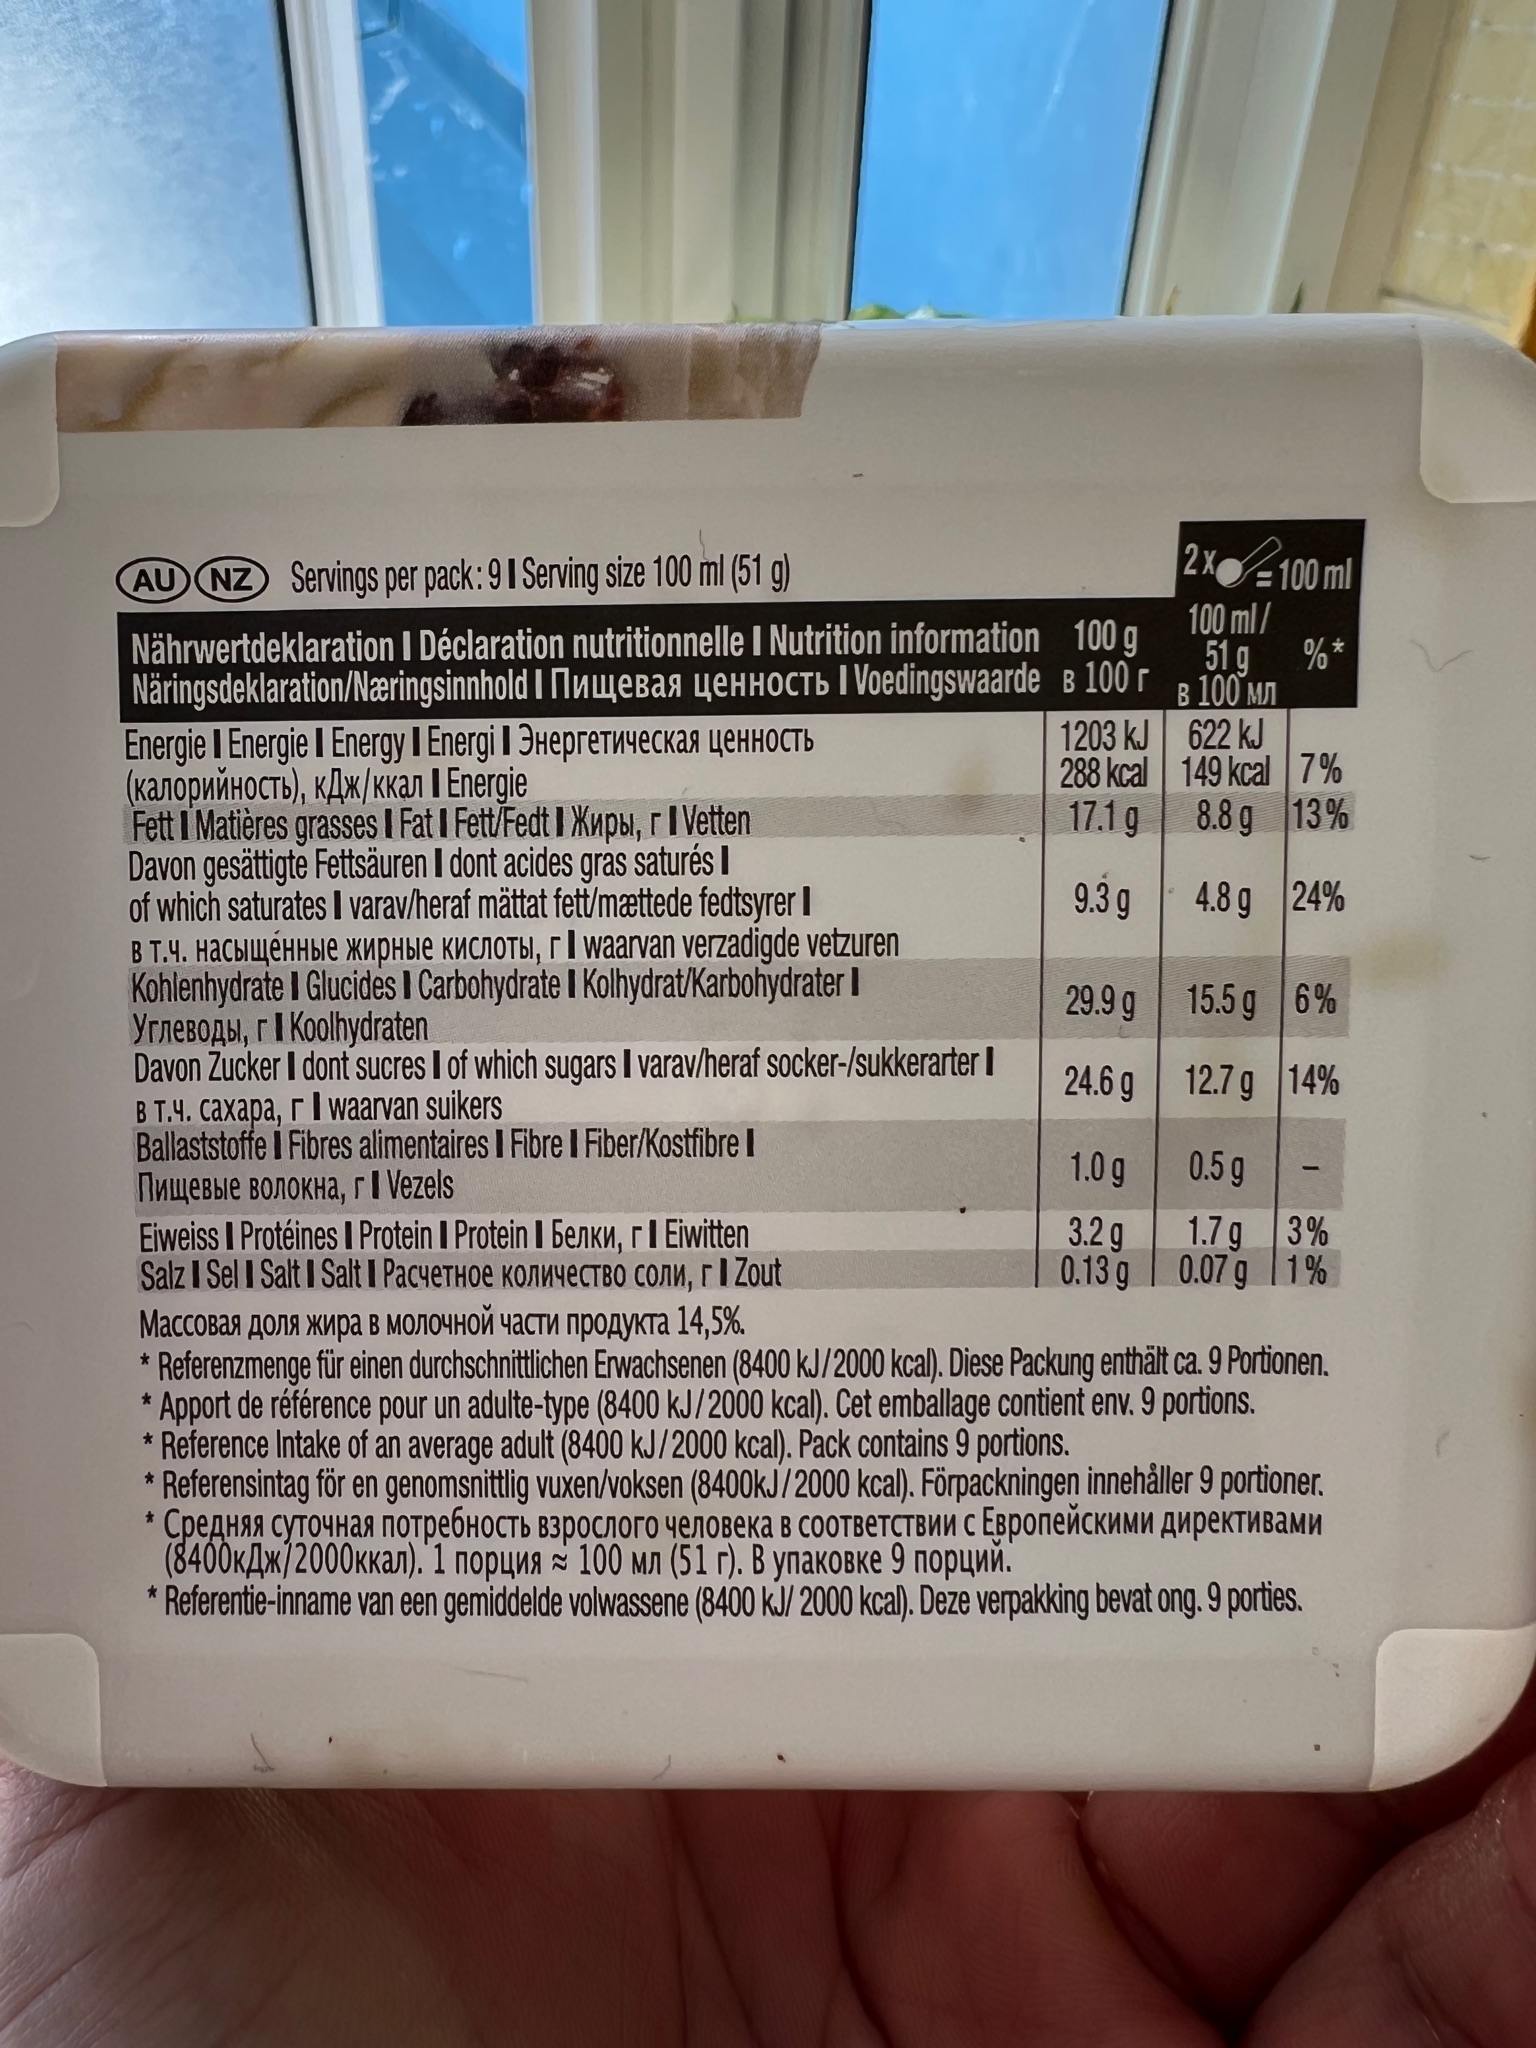 AU NZ Servings per pack: 9 | Serving size 100 ml (51 g)
2x = 100 ml
Nährwertdeklaration | Déclaration nutritionnelle | Nutrition information 100 g 100 ml/ %*
Näringsdeklaration/Næringsinnhold | Пищевая ценность | Voedingswaarde в 100 г 51 g в 100 мл
Energie | Energie | Energy | Energi | Энергетическая ценность 1203 kJ 622 kJ
(калорийность), кДж/ккал | Energie 288 kcal 149 kcal 7%
Fett | Matières grasses | Fat | Fett/Fedt | Жиры, г | Vetten 17.1 g 8.8 g 13%
Davon gesättigte Fettsäuren | dont acides gras saturés |
of which saturates | varav/heraf mättat fett/mættede fedtsyrer | 9.3 g 4.8 g 24%
в т.ч. насыщенные жирные кислоты, г | waarvan verzadigde vetzuren
Kohlenhydrate | Glucides | Carbohydrate | Kolhydrat/Karbohydrater | 29.9 g 15.5 g 6%
Углеводы, г | Koolhydraten
Davon Zucker | dont sucres | of which sugars | varav/heraf socker-/sukkerarter | 24.6 g 12.7 g 14%
в т.ч. сахара, г | waarvan suikers
Ballaststoffe | Fibres alimentaires | Fibre | Fiber/Kostfibre | 1.0 g 0.5 g –
Пищевые волокна, г | Vezels
Eiweiss | Protéines | Protein | Protein | Белки, г | Eiwitten 3.2 g 1.7 g 3%
Salz | Sel | Salt | Salt | Расчетное количество соли, г | Zout 0.13 g 0.07 g 1%
Массовая доля жира в молочной части продукта 14,5%.
* Referenzmenge für einen durchschnittlichen Erwachsenen (8400 kJ/2000 kcal). Diese Packung enthält ca. 9 Portionen.
* Apport de référence pour un adulte-type (8400 kJ/2000 kcal). Cet emballage contient env. 9 portions.
* Reference Intake of an average adult (8400 kJ/2000 kcal). Pack contains 9 portions.
* Referensintag för en genomsnittlig vuxen/voksen (8400kJ/2000 kcal). Förpackningen innehåller 9 portioner.
* Средняя суточная потребность взрослого человека в соответствии с Европейскими директивами
(8400кДж/2000ккал). 1 порция ≈ 100 мл (51 г). В упаковке 9 порций.
* Referentie-inname van een gemiddelde volwassene (8400 kJ/ 2000 kcal). Deze verpakking bevat ong. 9 porties.